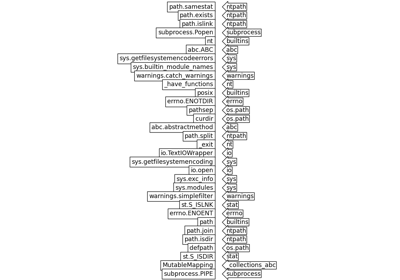 path.samestat ntpath
path.exists ntpath
path.islink ntpath
subprocess.Popen subprocess
nt builtins
abc.ABC abc
sys.getfilesystemencodeerrors sys
sys.builtin_module_names sys
warnings.catch_warnings warnings
_have_functions nt
posix builtins
errno.ENOTDIR errno
pathsep os.path
curdir os.path
abc.abstractmethod abc
path.split ntpath
_exit nt
io.TextIOWrapper io
sys.getfilesystemencoding sys
io.open io
sys.exc_info sys
sys.modules sys
warnings.simplefilter warnings
st.S_ISLNK stat
errno.ENOENT errno
path builtins
path.join ntpath
path.isdir ntpath
defpath os.path
st.S_ISDIR stat
MutableMapping _collections_abc
subprocess.PIPE subprocess